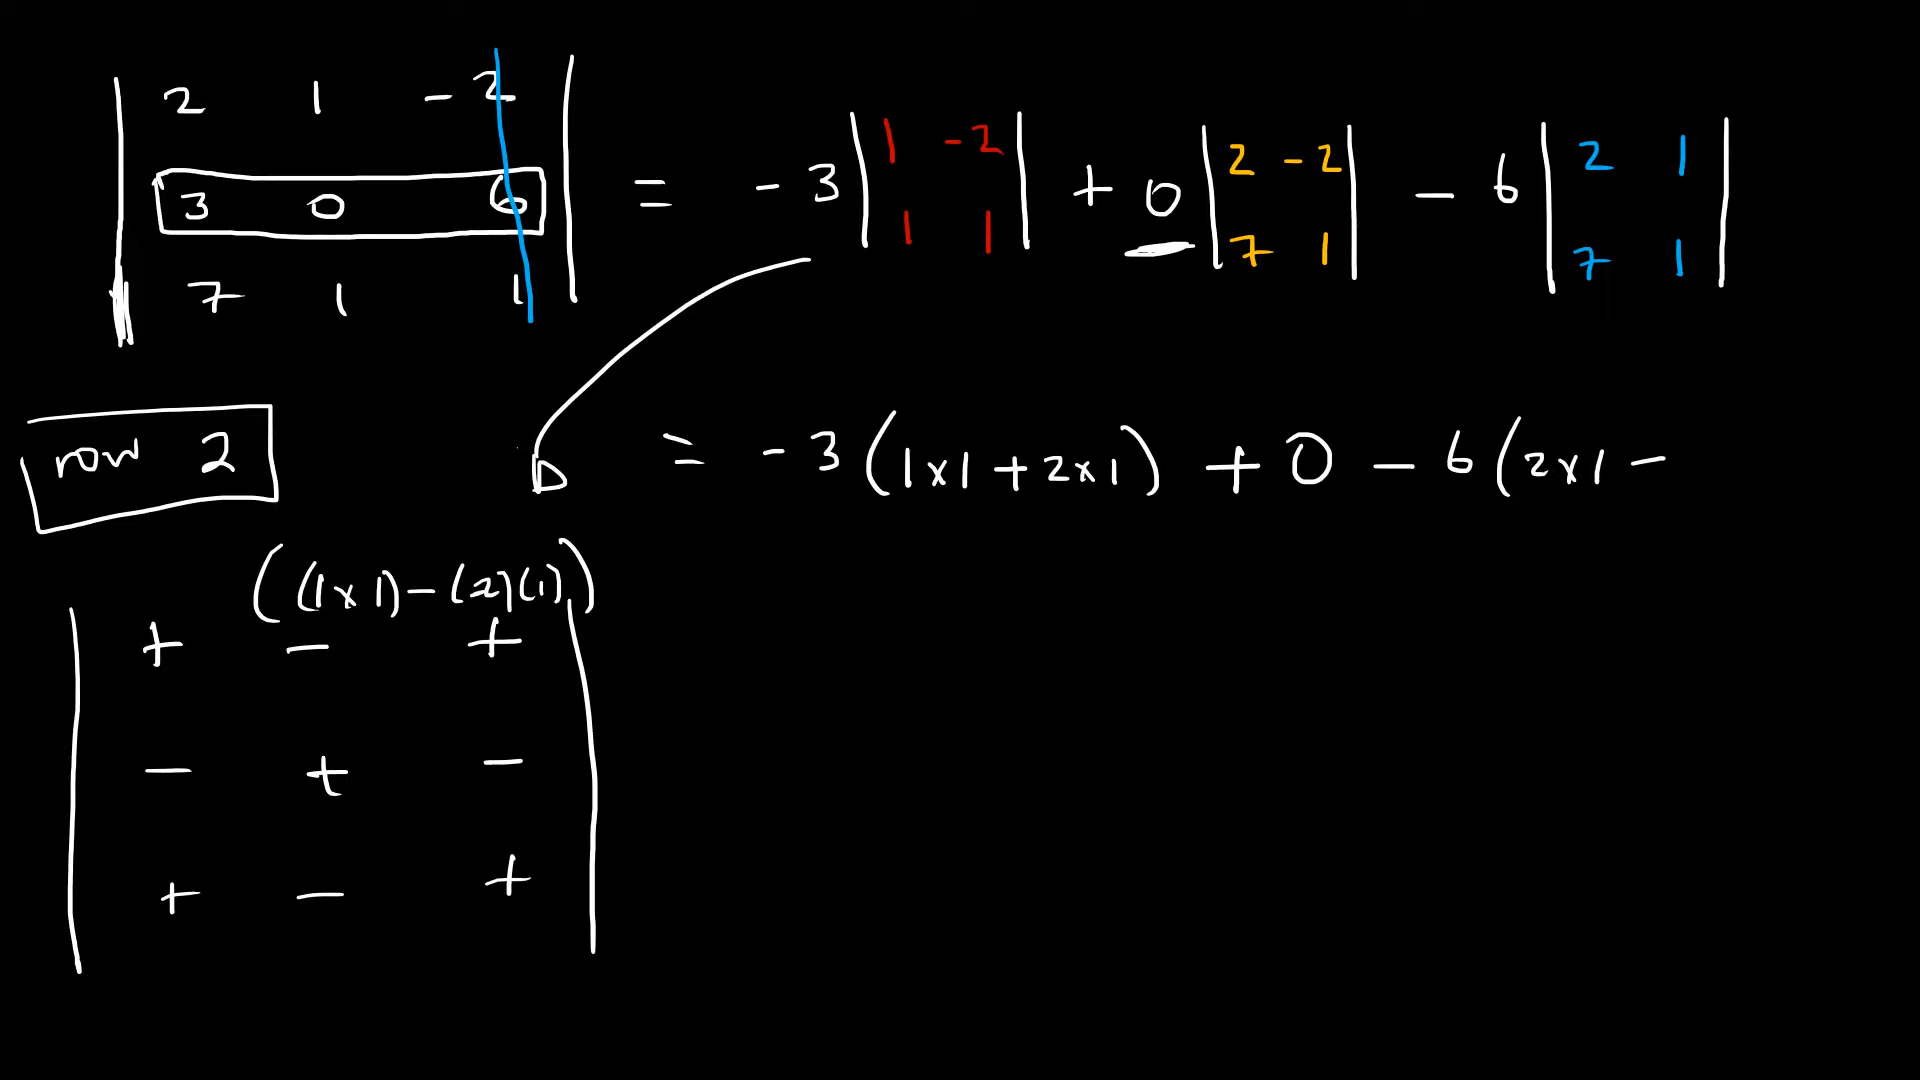 | 2 1 -2 |
| 3 0 6 | = -3 | 1 -2 | + 0 | 2 -2 | - 6 | 2 1 |
| 7 1 1 | | 1 1 | | 7 1 | | 7 1 |
row 2
D = -3 (1x1 + 2x1) + 0 - 6 (2x1 -
((1x1) - (2)(1))
| + - + |
| - + - |
| + - + |